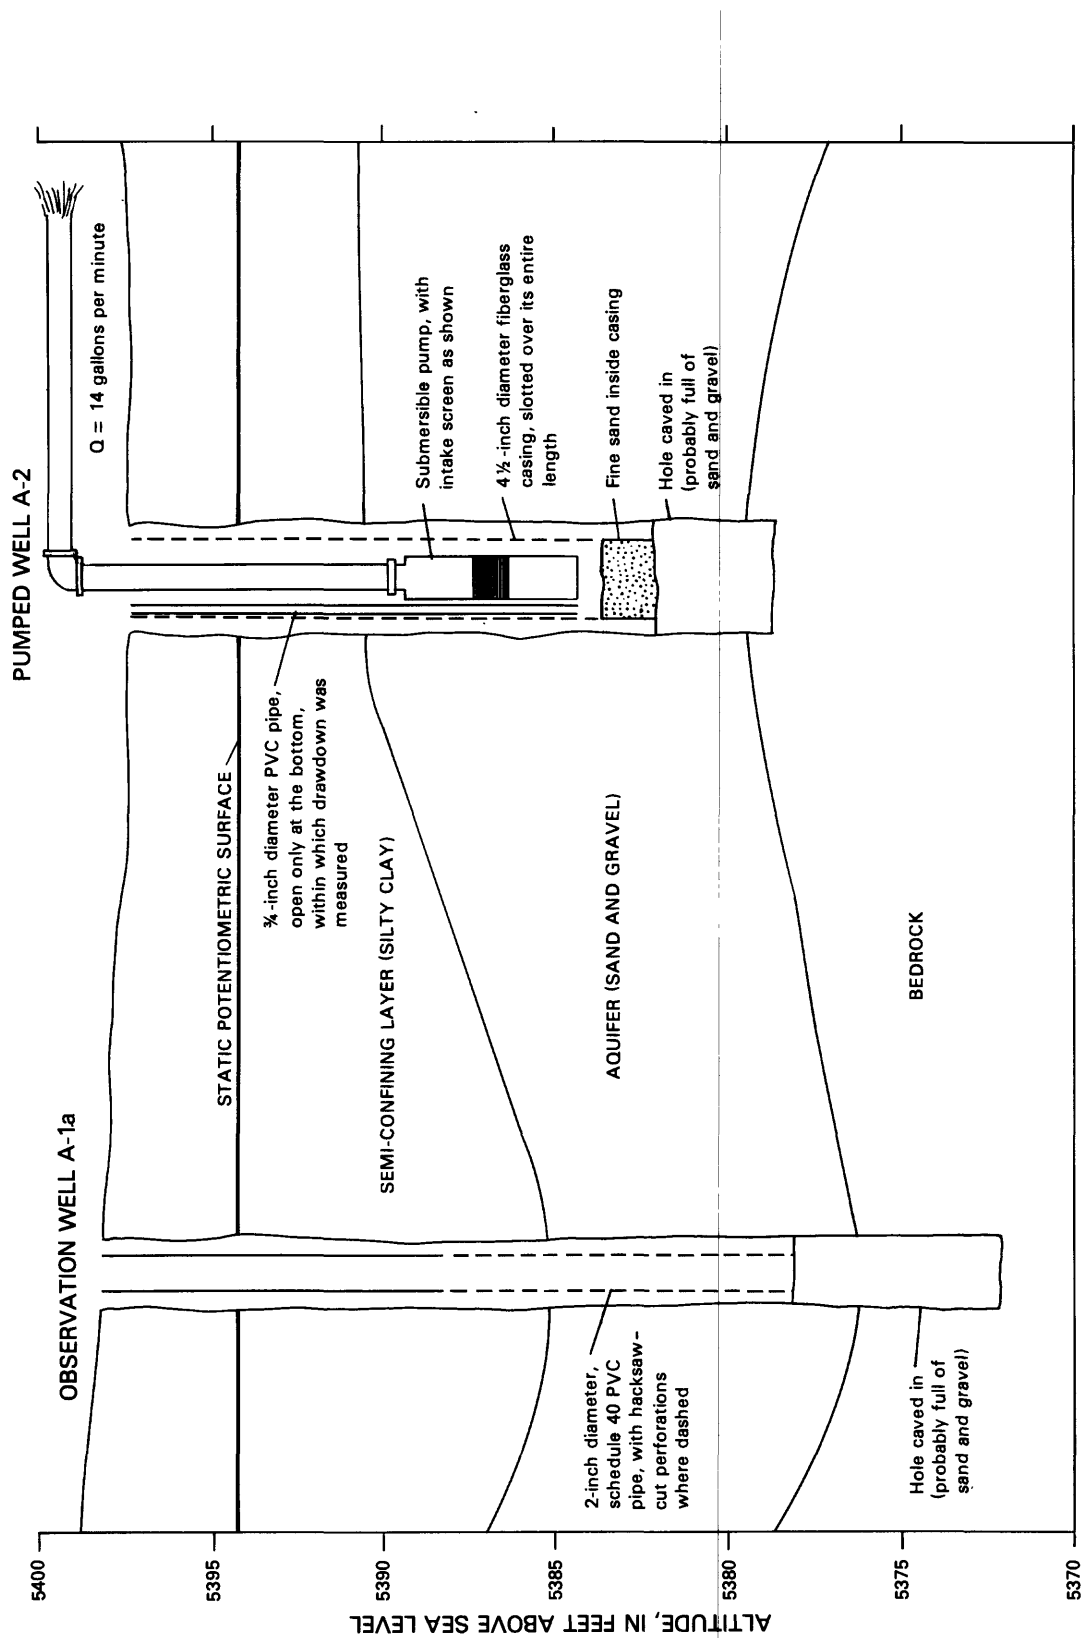 PUMPED WELL A-2
OBSERVATION WELL A-1a
Q = 14 gallons per minute
STATIC POTENTIOMETRIC SURFACE
¾-inch diameter PVC pipe,
open only at the bottom,
within which drawdown was
measured
Submersible pump, with
intake screen as shown
4½-inch diameter fiberglass
casing, slotted over its entire
length
SEMI-CONFINING LAYER (SILTY CLAY)
Fine sand inside casing
Hole caved in
(probably full of
sand and gravel)
AQUIFER (SAND AND GRAVEL)
2-inch diameter,
schedule 40 PVC
pipe, with hacksaw-
cut perforations
where dashed
BEDROCK
Hole caved in
(probably full of
sand and gravel)
5400
5395
5390
5385
5380
5375
5370
ALTITUDE, IN FEET ABOVE SEA LEVEL